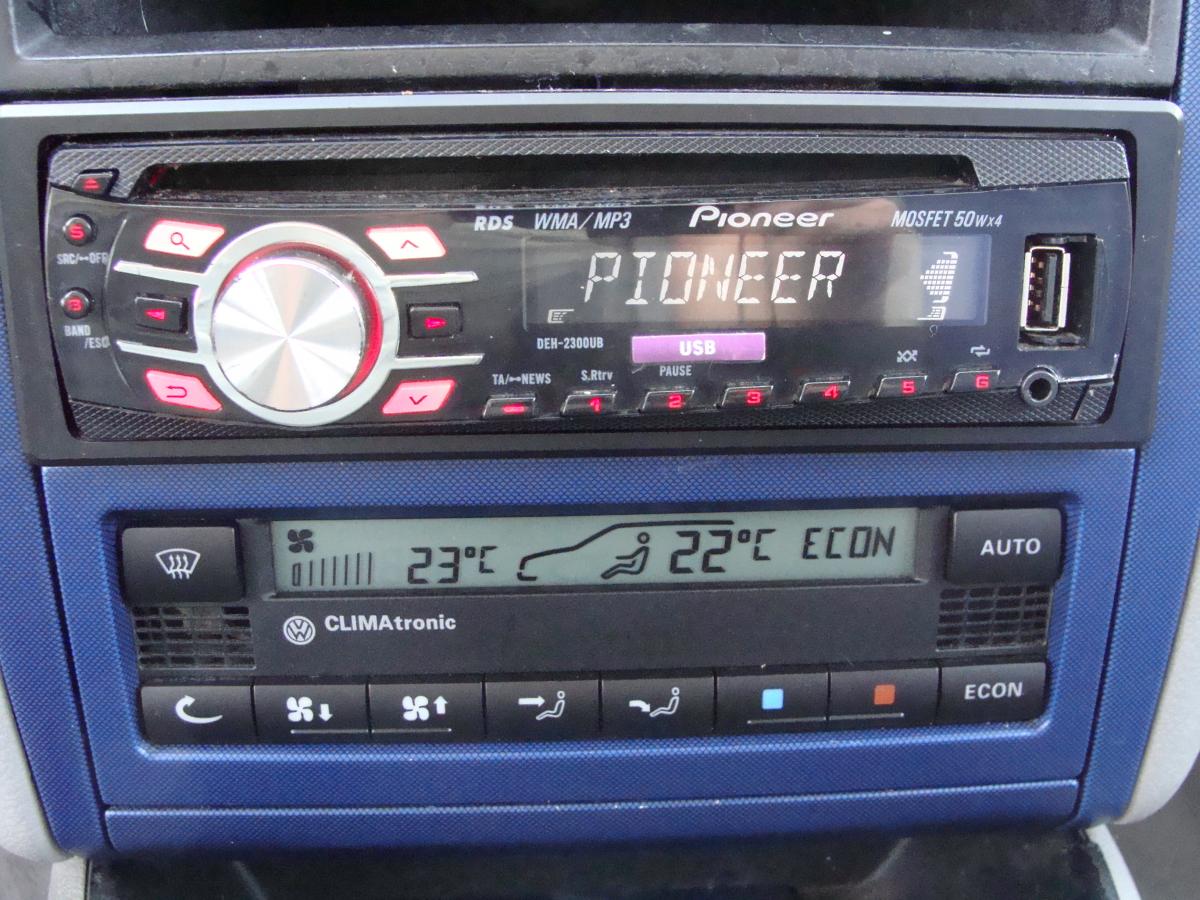 RDS WMA/MP3 Pioneer MOSFET 50Wx4
S
SRC/OFF
PIONEER
B
BAND
/ESC
DEH-2300UB
USB
TA/NEWS S.Rtrv PAUSE
1 2 3 4 5 6
23°C 22°C ECON
AUTO
CLIMAtronic
ECON